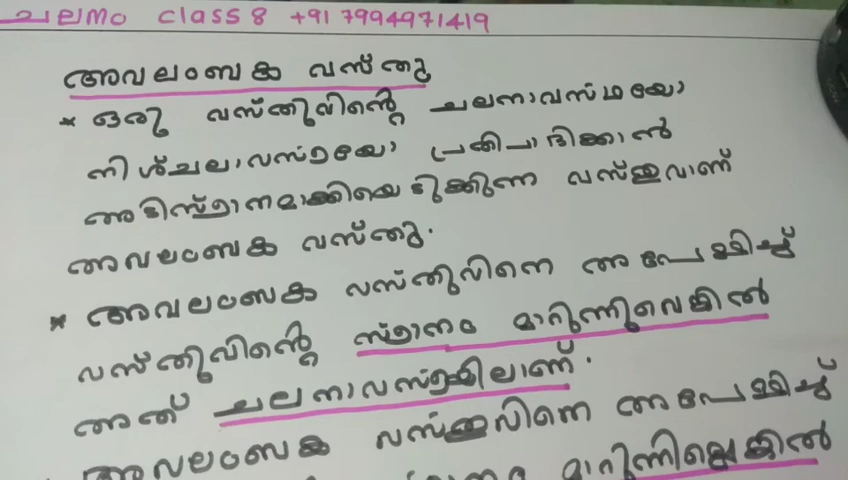 ചലനം class 8 +91 7994971419
അവലംബക വസ്തു
* ഒരു വസ്തുവിന്റെ ചലനാവസ്ഥയോ
നിശ്ചലാവസ്ഥയോ പ്രതിപാദിക്കാൻ
അടിസ്ഥാനമാക്കിയെടുക്കുന്ന വസ്തുവാണ്
അവലംബക വസ്തു.
* അവലംബക വസ്തുവിനെ അപേക്ഷിച്ച്
വസ്തുവിന്റെ സ്ഥാനം മാറുന്നുവെങ്കിൽ
അത് ചലനാവസ്ഥയിലാണ്.
അവലംബക വസ്തുവിനെ അപേക്ഷിച്ച്
മാറുന്നില്ലെങ്കിൽ